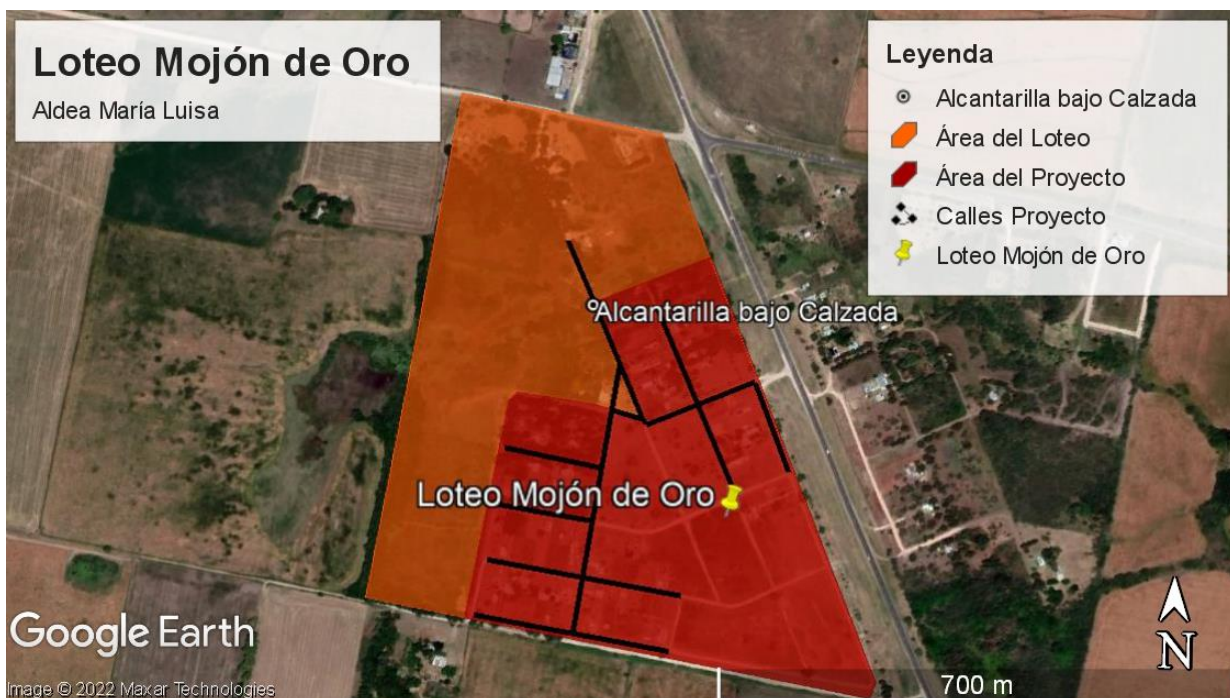 Loteo Mojón de Oro
Aldea María Luisa
Leyenda
Alcantarilla bajo Calzada
Área del Loteo
Área del Proyecto
Calles Proyecto
Loteo Mojón de Oro
Alcantarilla bajo Calzada
Loteo Mojón de Oro
Google Earth
Image © 2022 Maxar Technologies
N
700 m